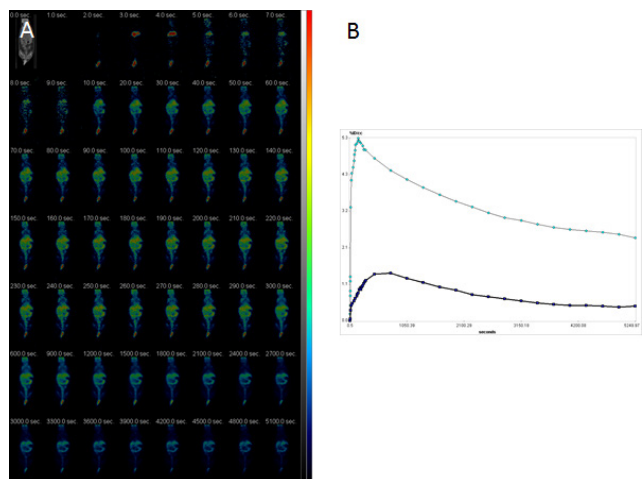 A
B
0.0 sec. 1.0 sec. 2.0 sec. 3.0 sec. 4.0 sec. 5.0 sec. 6.0 sec. 7.0 sec.
8.0 sec. 9.0 sec. 10.0 sec. 20.0 sec. 30.0 sec. 40.0 sec. 50.0 sec. 60.0 sec.
70.0 sec. 80.0 sec. 90.0 sec. 100.0 sec. 110.0 sec. 120.0 sec. 130.0 sec. 140.0 sec.
150.0 sec. 160.0 sec. 170.0 sec. 180.0 sec. 190.0 sec. 200.0 sec. 210.0 sec. 220.0 sec.
230.0 sec. 240.0 sec. 250.0 sec. 260.0 sec. 270.0 sec. 280.0 sec. 290.0 sec. 300.0 sec.
600.0 sec. 900.0 sec. 1200.0 sec. 1500.0 sec. 1800.0 sec. 2100.0 sec. 2400.0 sec. 2700.0 sec.
3000.0 sec. 3300.0 sec. 3600.0 sec. 3900.0 sec. 4200.0 sec. 4500.0 sec. 4800.0 sec. 5100.0 sec.
2.1
1.1
0.0
0.0
seconds